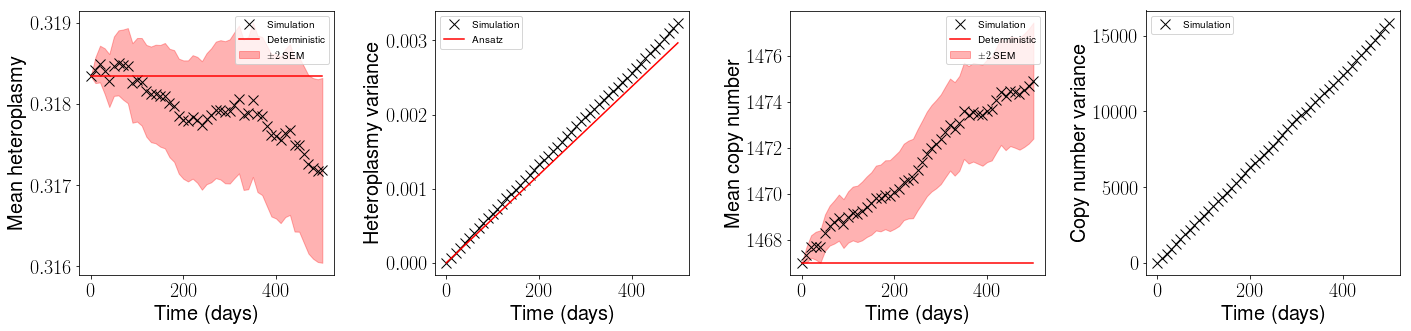 Mean heteroplasmy
0.319
0.318
0.317
0.316
Simulation
Deterministic
±2 SEM
0 200 400
Time (days)
Heteroplasmy variance
0.003
0.002
0.001
0.000
Simulation
Ansatz
0 200 400
Time (days)
Mean copy number
1476
1474
1472
1470
1468
Simulation
Deterministic
±2 SEM
0 200 400
Time (days)
Copy number variance
15000
10000
5000
0
Simulation
0 200 400
Time (days)